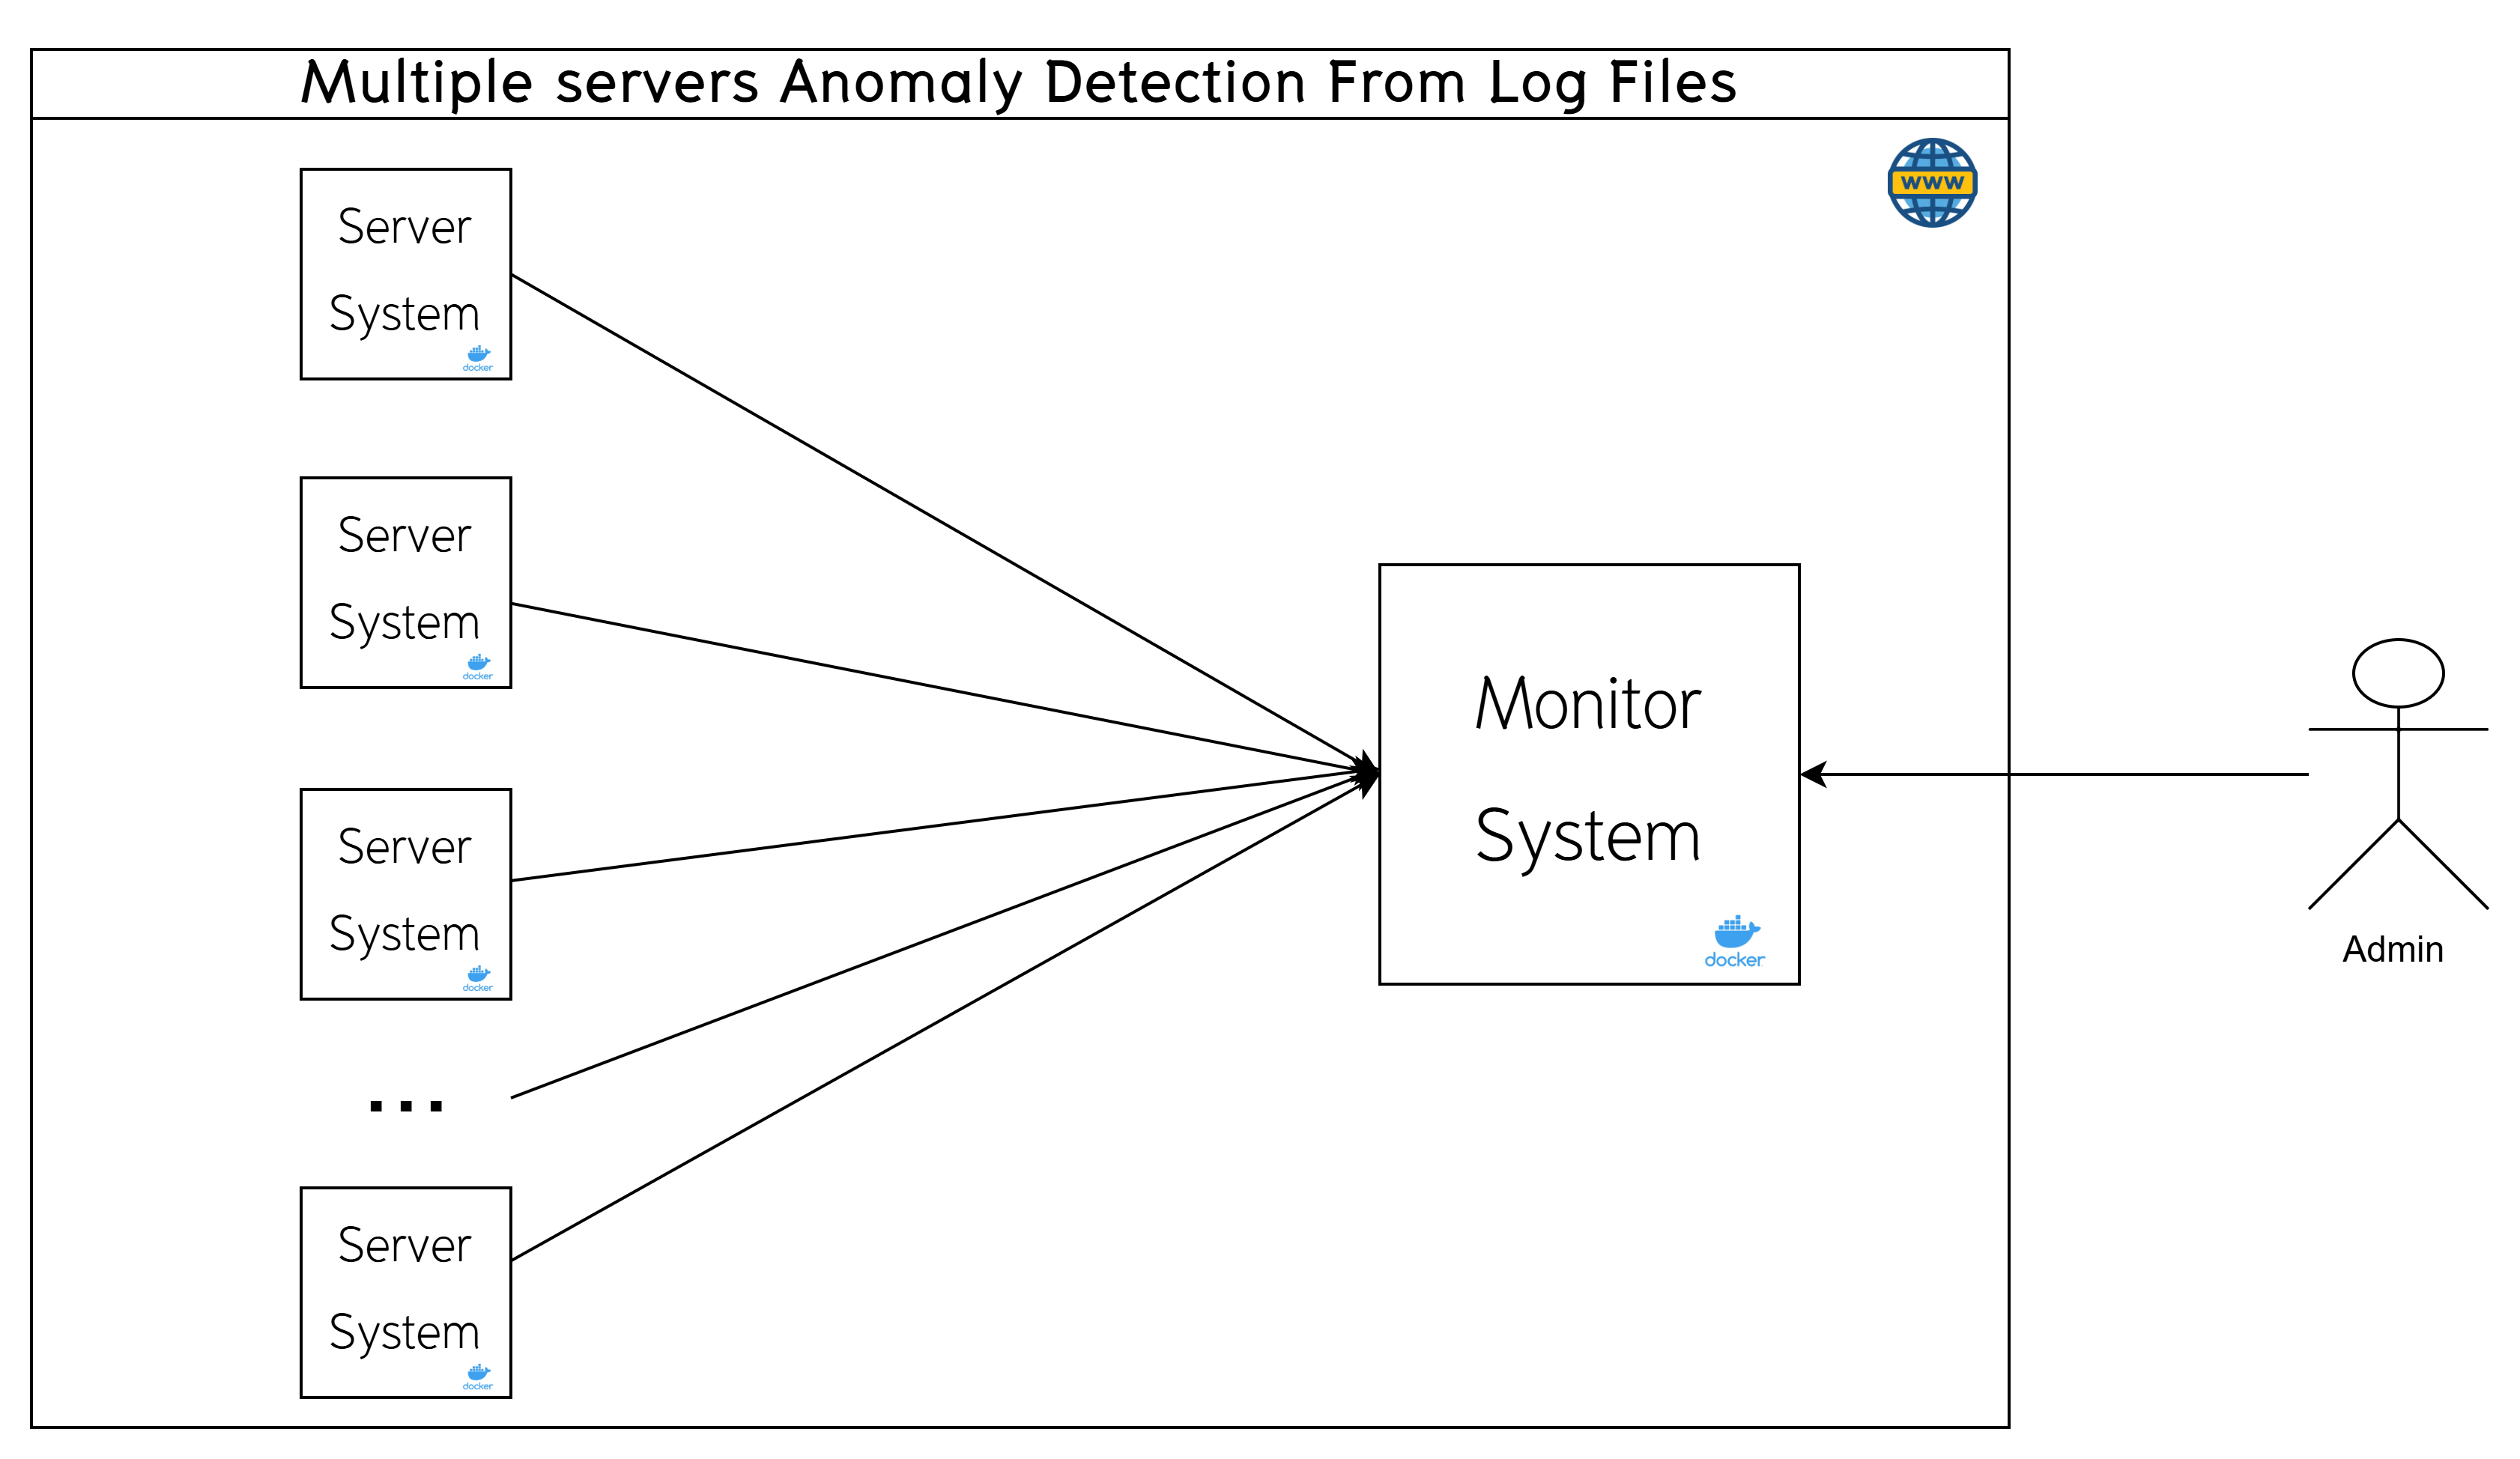 Multiple servers Anomaly Detection From Log Files
WWW
Server
System
docker
Server
System
docker
Monitor
System
docker
Server
System
docker
Admin
...
Server
System
docker